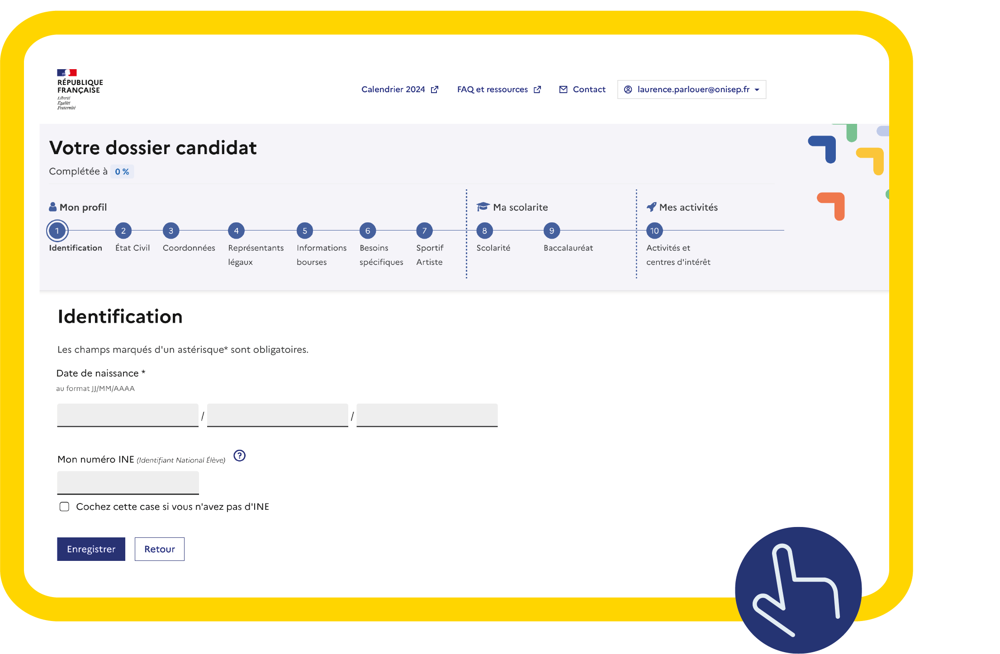 RÉPUBLIQUE
FRANÇAISE
Liberté
Égalité
Fraternité
Calendrier 2024
FAQ et ressources
Contact
laurence.parlouer@onisep.fr
Votre dossier candidat
Complétée à 0 %
Mon profil
Ma scolarite
Mes activités
1 2 3 4 5 6 7 8 9 10
Identification
État Civil
Coordonnées
Représentants
légaux
Informations
bourses
Besoins
spécifiques
Sportif
Artiste
Scolarité
Baccalauréat
Activités et
centres d'intérêt
Identification
Les champs marqués d'un astérisque* sont obligatoires.
Date de naissance *
au format JJ/MM/AAAA
/ /
Mon numéro INE (Identifiant National Élève) ?
Cochez cette case si vous n'avez pas d'INE
Enregistrer
Retour